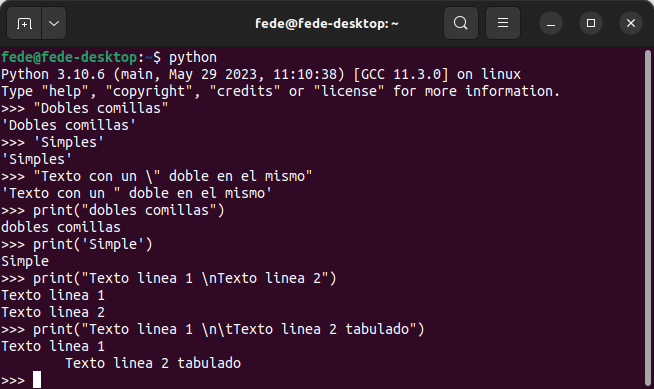 fede@fede-desktop: ~
fede@fede-desktop:~$ python
Python 3.10.6 (main, May 29 2023, 11:10:38) [GCC 11.3.0] on linux
Type "help", "copyright", "credits" or "license" for more information.
>>> "Dobles comillas"
'Dobles comillas'
>>> 'Simples'
'Simples'
>>> "Texto con un \" doble en el mismo"
'Texto con un " doble en el mismo'
>>> print("dobles comillas")
dobles comillas
>>> print('Simple')
Simple
>>> print("Texto linea 1 \nTexto linea 2")
Texto linea 1
Texto linea 2
>>> print("Texto linea 1 \n\tTexto linea 2 tabulado")
Texto linea 1
        Texto linea 2 tabulado
>>>